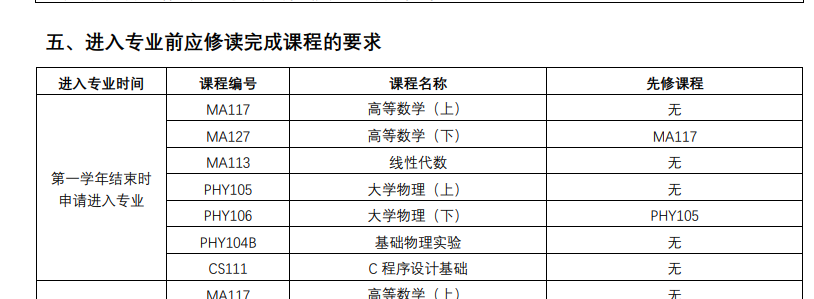 五、进入专业前应修读完成课程的要求
进入专业时间 课程编号 课程名称 先修课程
第一学年结束时
申请进入专业
MA117 高等数学（上） 无
MA127 高等数学（下） MA117
MA113 线性代数 无
PHY105 大学物理（上） 无
PHY106 大学物理（下） PHY105
PHY104B 基础物理实验 无
CS111 C 程序设计基础 无
MA117 高等数学（上） 无